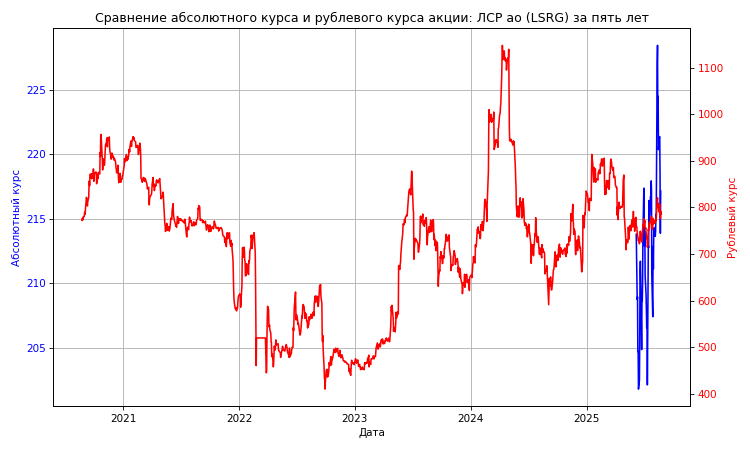 Сравнение абсолютного курса и рублевого курса акции: ЛСР ао (LSRG) за пять лет
225
220
215
210
205
Абсолютный курс
1100
1000
900
800
700
600
500
400
Рублевый курс
2021 2022 2023 2024 2025
Дата